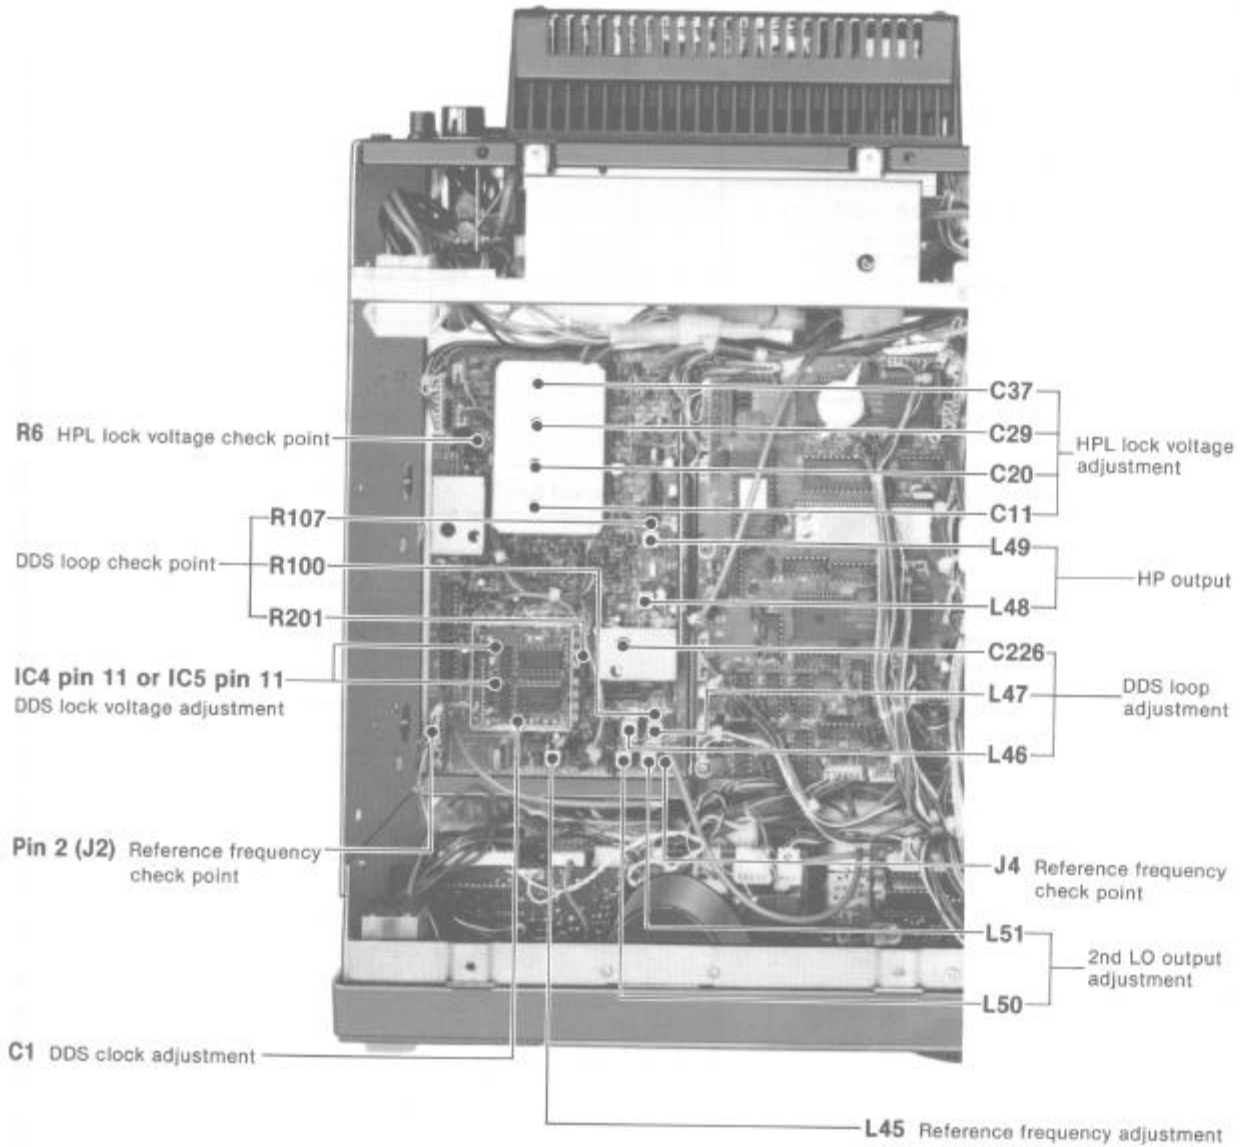 C37
C29
R6 HPL lock voltage check point
HPL lock voltage
adjustment
C20
C11
R107
L49
DDS loop check point
R100
HP output
L48
R201
C226
IC4 pin 11 or IC5 pin 11
DDS lock voltage adjustment
L47
DDS loop
adjustment
L46
Pin 2 (J2) Reference frequency
check point
J4 Reference frequency
check point
L51
2nd LO output
adjustment
L50
C1 DDS clock adjustment
L45 Reference frequency adjustment